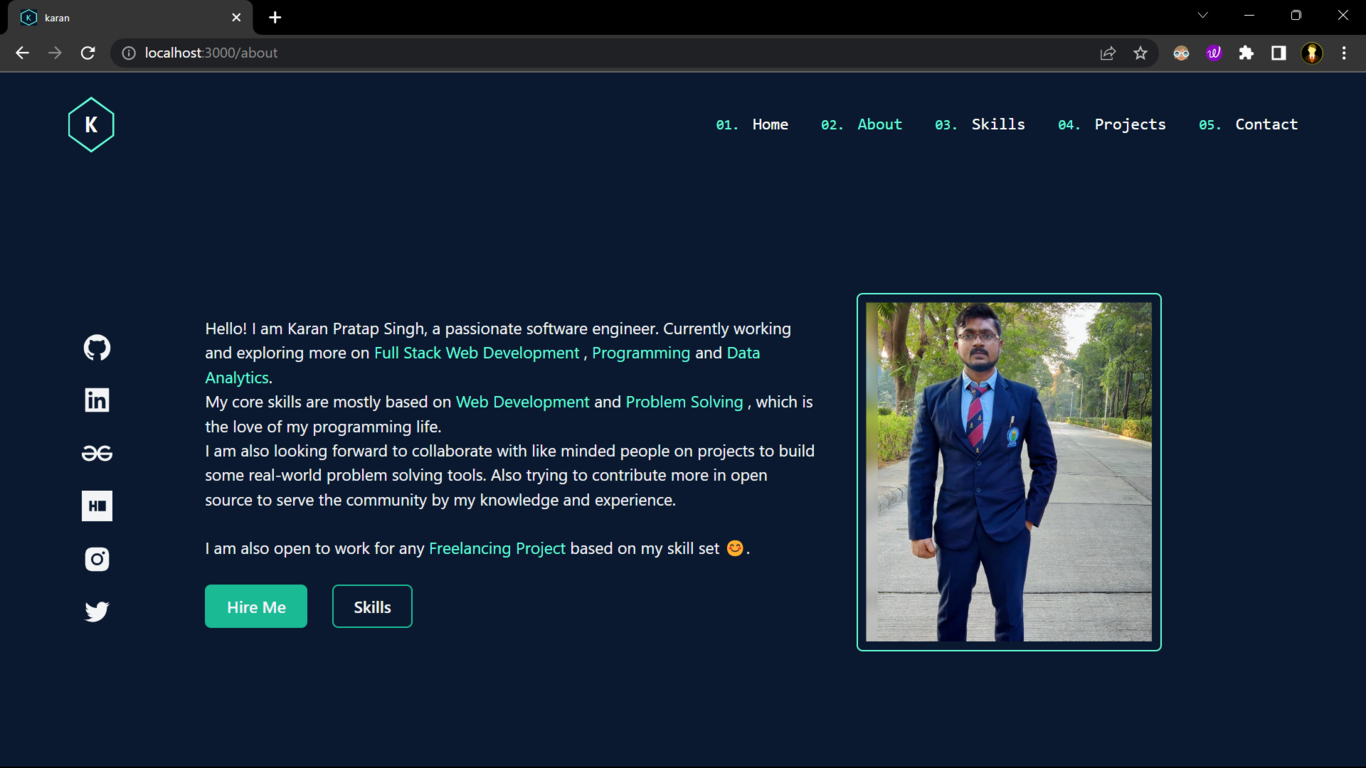 K karan
localhost:3000/about
K
01. Home 02. About 03. Skills 04. Projects 05. Contact
Hello! I am Karan Pratap Singh, a passionate software engineer. Currently working
and exploring more on Full Stack Web Development , Programming and Data
Analytics.
My core skills are mostly based on Web Development and Problem Solving , which is
the love of my programming life.
I am also looking forward to collaborate with like minded people on projects to build
some real-world problem solving tools. Also trying to contribute more in open
source to serve the community by my knowledge and experience.
I am also open to work for any Freelancing Project based on my skill set 😊.
Hire Me Skills
in
H